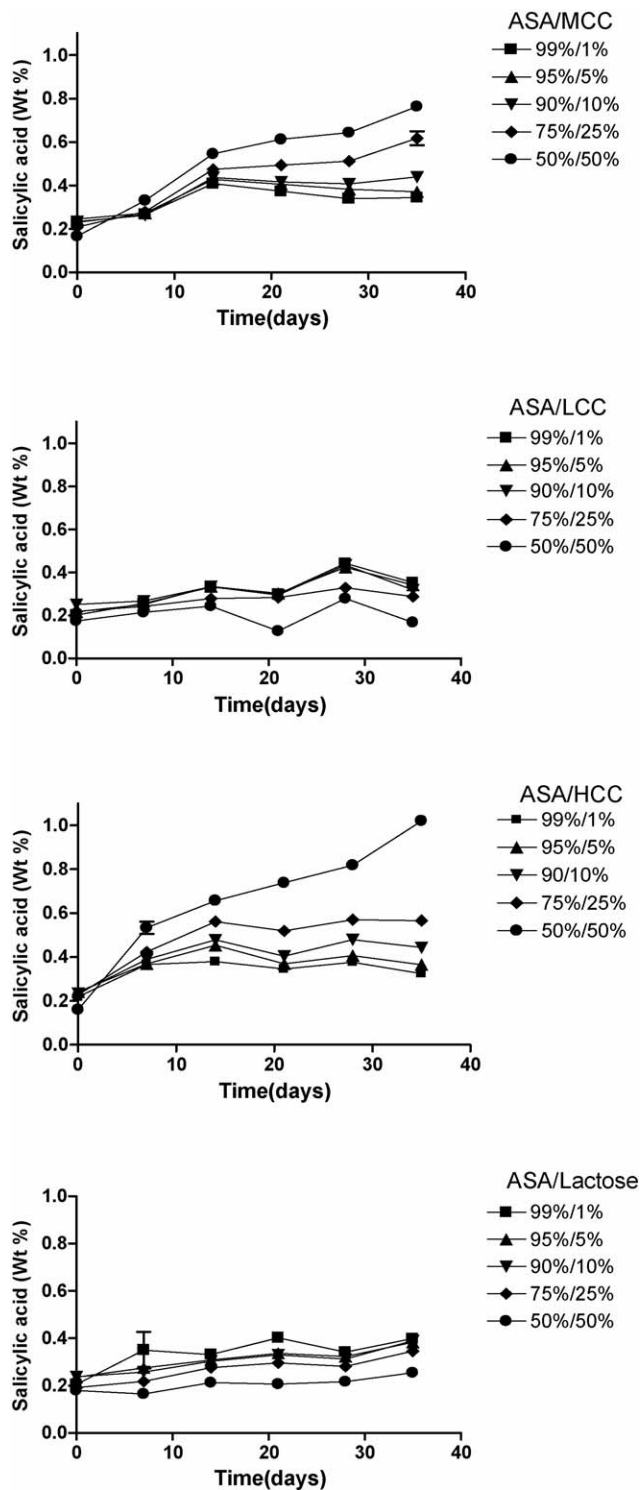 ASA/MCC
99%/1%
95%/5%
90%/10%
75%/25%
50%/50%
Salicylic acid (Wt %)
1.0
0.8
0.6
0.4
0.2
0.0
0 10 20 30 40
Time(days)
ASA/LCC
99%/1%
95%/5%
90%/10%
75%/25%
50%/50%
Salicylic acid (Wt %)
1.0
0.8
0.6
0.4
0.2
0.0
0 10 20 30 40
Time(days)
ASA/HCC
99%/1%
95%/5%
90/10%
75%/25%
50%/50%
Salicylic acid (Wt %)
1.0
0.8
0.6
0.4
0.2
0.0
0 10 20 30 40
Time(days)
ASA/Lactose
99%/1%
95%/5%
90%/10%
75%/25%
50%/50%
Salicylic acid (Wt %)
1.0
0.8
0.6
0.4
0.2
0.0
0 10 20 30 40
Time(days)